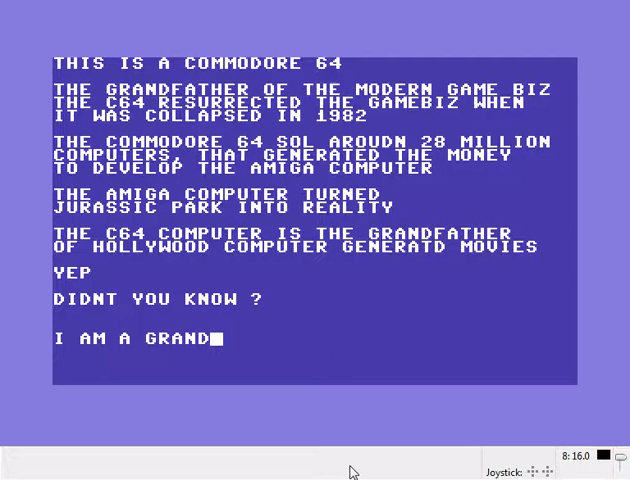 THIS IS A COMMODORE 64
THE GRANDFATHER OF THE MODERN GAME BIZ
THE C64 RESURRECTED THE GAMEBIZ WHEN
IT WAS COLLAPSED IN 1982
THE COMMODORE 64 SOL AROUDN 28 MILLION
COMPUTERS, THAT GENERATED THE MONEY
TO DEVELOP THE AMIGA COMPUTER
THE AMIGA COMPUTER TURNED
JURASSIC PARK INTO REALITY
THE C64 COMPUTER IS THE GRANDFATHER
OF HOLLYWOOD COMPUTER GENERATD MOVIES
YEP
DIDNT YOU KNOW ?
I AM A GRAND
8: 16.0
Joystick: